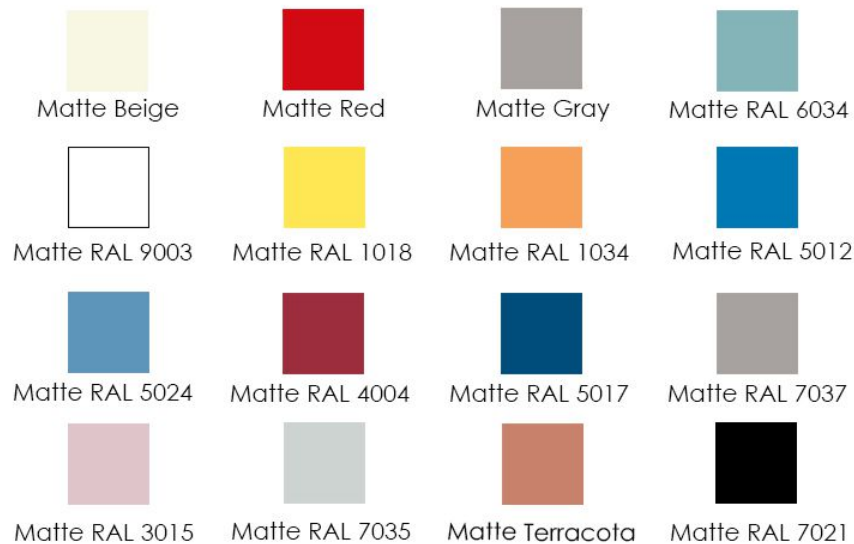 Matte Beige
Matte Red
Matte Gray
Matte RAL 6034
Matte RAL 9003
Matte RAL 1018
Matte RAL 1034
Matte RAL 5012
Matte RAL 5024
Matte RAL 4004
Matte RAL 5017
Matte RAL 7037
Matte RAL 3015
Matte RAL 7035
Matte Terracota
Matte RAL 7021